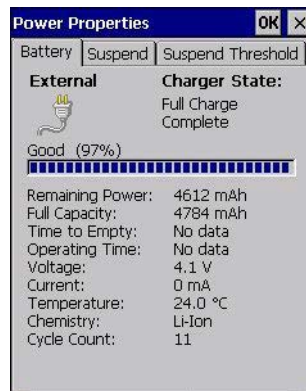 Power Properties OK ×
Battery Suspend Suspend Threshold
External Charger State:
Full Charge
Complete
Good (97%)
Remaining Power: 4612 mAh
Full Capacity: 4784 mAh
Time to Empty: No data
Operating Time: No data
Voltage: 4.1 V
Current: 0 mA
Temperature: 24.0 °C
Chemistry: Li-Ion
Cycle Count: 11